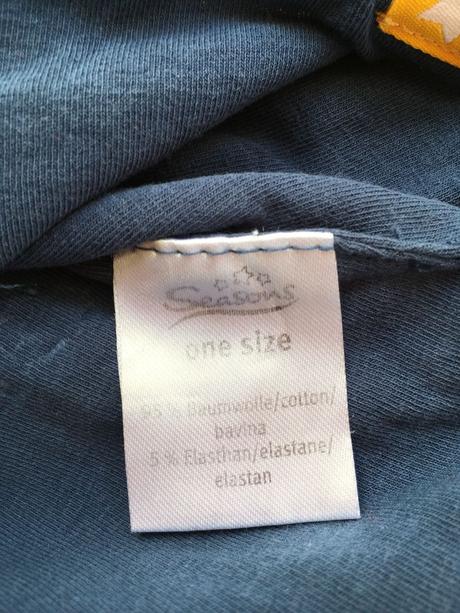 Seasons
one size
95 % Baumwolle/cotton/
bavlna
5 % Elasthan/elastane/
elastan